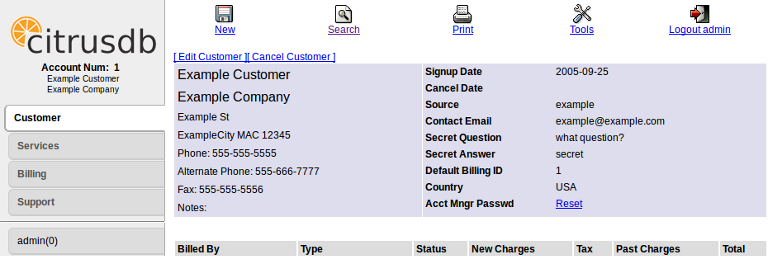 citrusdb
Account Num: 1
Example Customer
Example Company
Customer
Services
Billing
Support
admin(0)
New Search Print Tools Logout admin
[ Edit Customer ][ Cancel Customer ]
Example Customer
Example Company
Example St
ExampleCity MAC 12345
Phone: 555-555-5555
Alternate Phone: 555-666-7777
Fax: 555-555-5556
Notes:
Signup Date 2005-09-25
Cancel Date
Source example
Contact Email example@example.com
Secret Question what question?
Secret Answer secret
Default Billing ID 1
Country USA
Acct Mngr Passwd Reset
Billed By Type Status New Charges Tax Past Charges Total